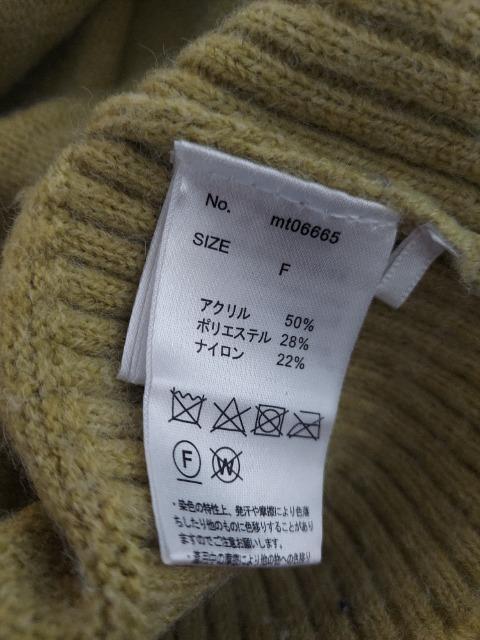 No. mt06665
SIZE F
アクリル 50%
ポリエステル 28%
ナイロン 22%
F W
・染色の特性上、発汗や摩擦により色落
ちしたり他のものに色移りすることがあり
ますのでご注意お願いします。